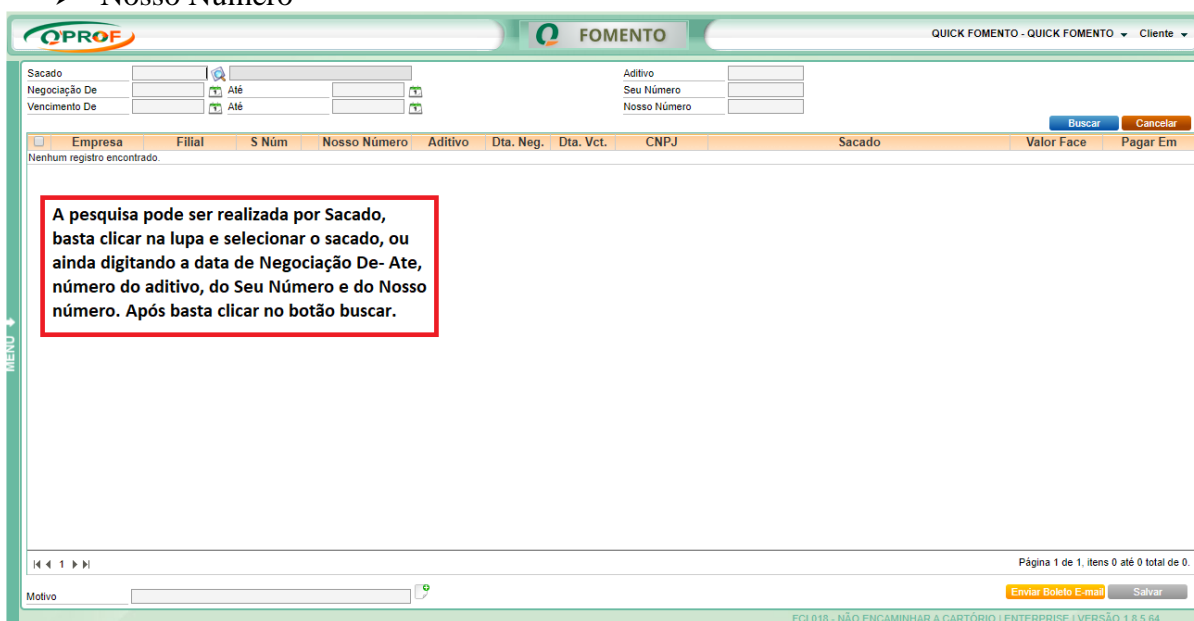 ➤ Nosso Número
QPROF FOMENTO QUICK FOMENTO - QUICK FOMENTO Cliente
Sacado Aditivo
Negociação De Até Seu Número
Vencimento De Até Nosso Número
Buscar Cancelar
Empresa Filial S Núm Nosso Número Aditivo Dta. Neg. Dta. Vct. CNPJ Sacado Valor Face Pagar Em
Nenhum registro encontrado.
A pesquisa pode ser realizada por Sacado,
basta clicar na lupa e selecionar o sacado, ou
ainda digitando a data de Negociação De- Ate,
número do aditivo, do Seu Número e do Nosso
número. Após basta clicar no botão buscar.
MENU
1 Página 1 de 1, itens 0 até 0 total de 0.
Motivo Enviar Boleto E-mail Salvar
FCL018 - NÃO ENCAMINHAR A CARTÓRIO | ENTERPRISE | VERSÃO 1.8.5.64